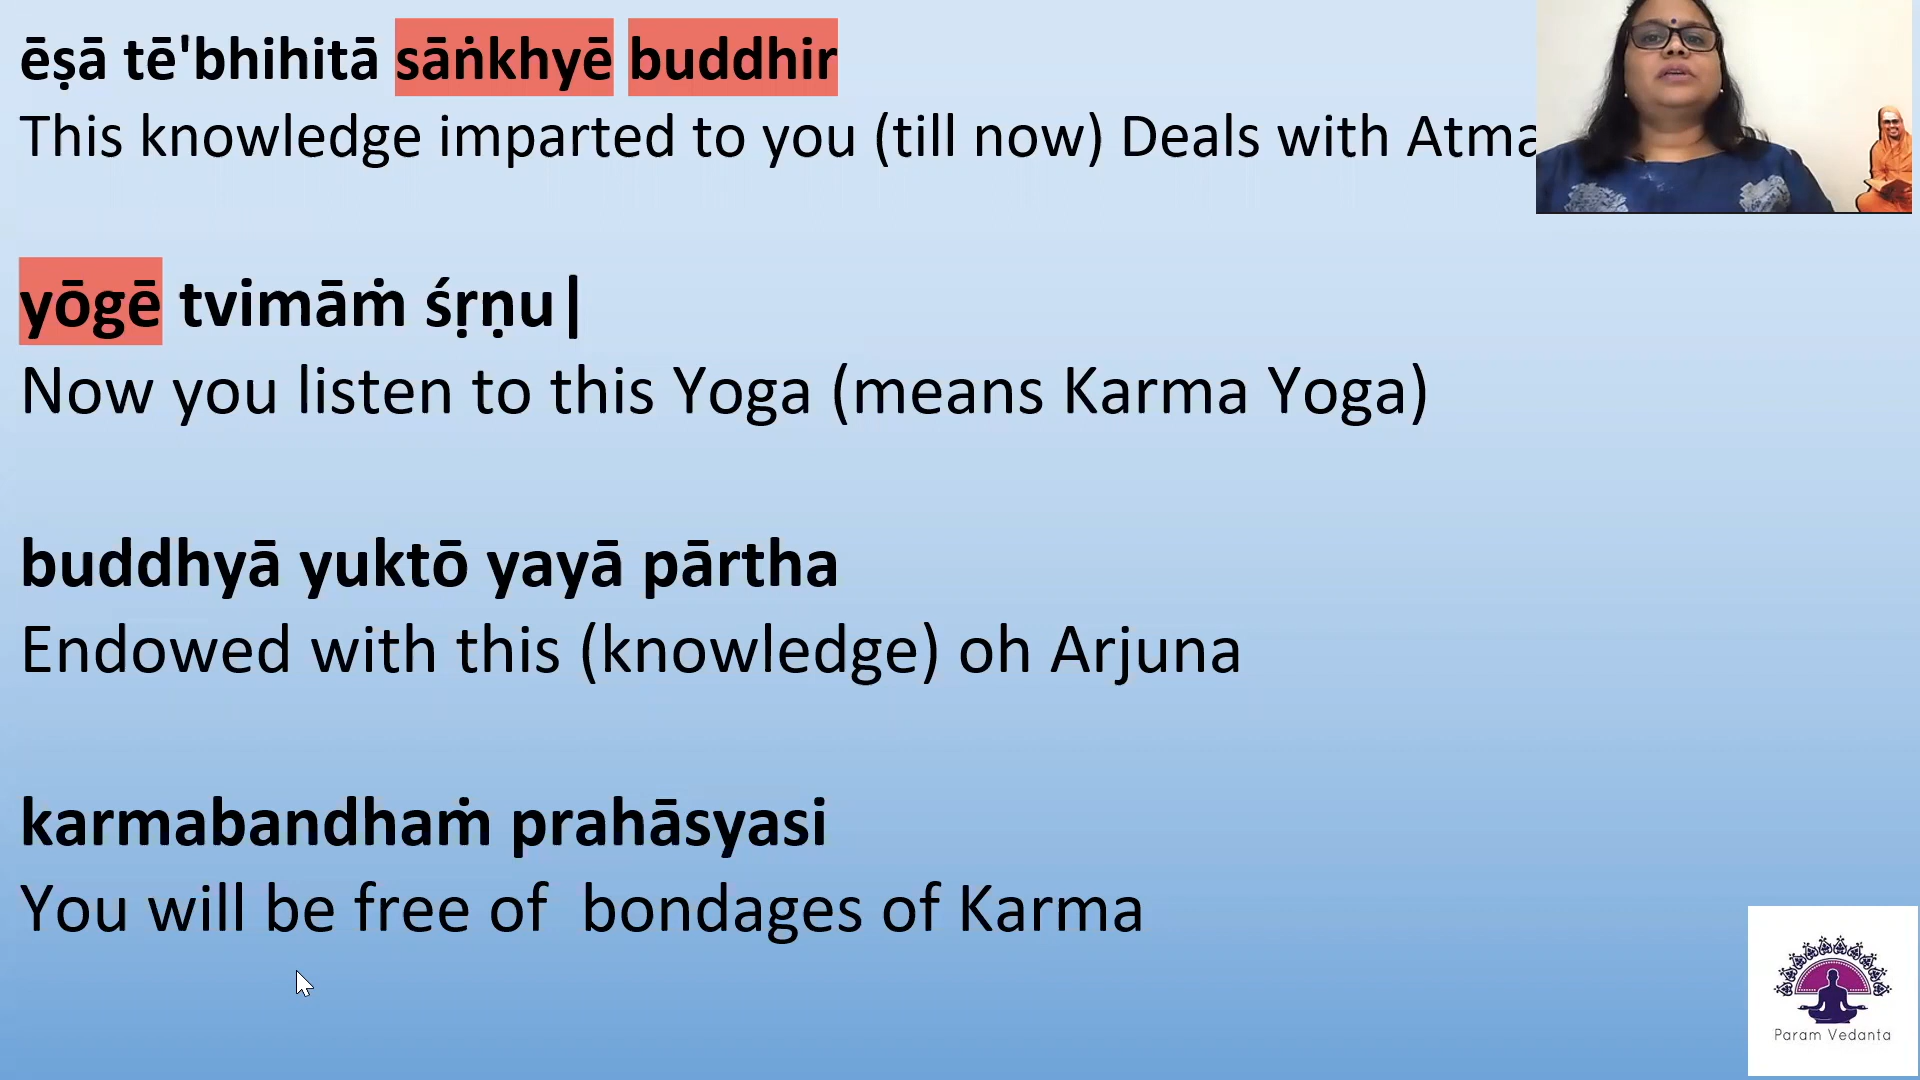 ēṣā tē'bhihitā sāṅkhyē buddhir
This knowledge imparted to you (till now) Deals with Atma
yōgē tvimāṁ śṛṇu|
Now you listen to this Yoga (means Karma Yoga)
buddhyā yuktō yayā pārtha
Endowed with this (knowledge) oh Arjuna
karmabandhaṁ prahāsyasi
You will be free of  bondages of Karma
Param Vedanta